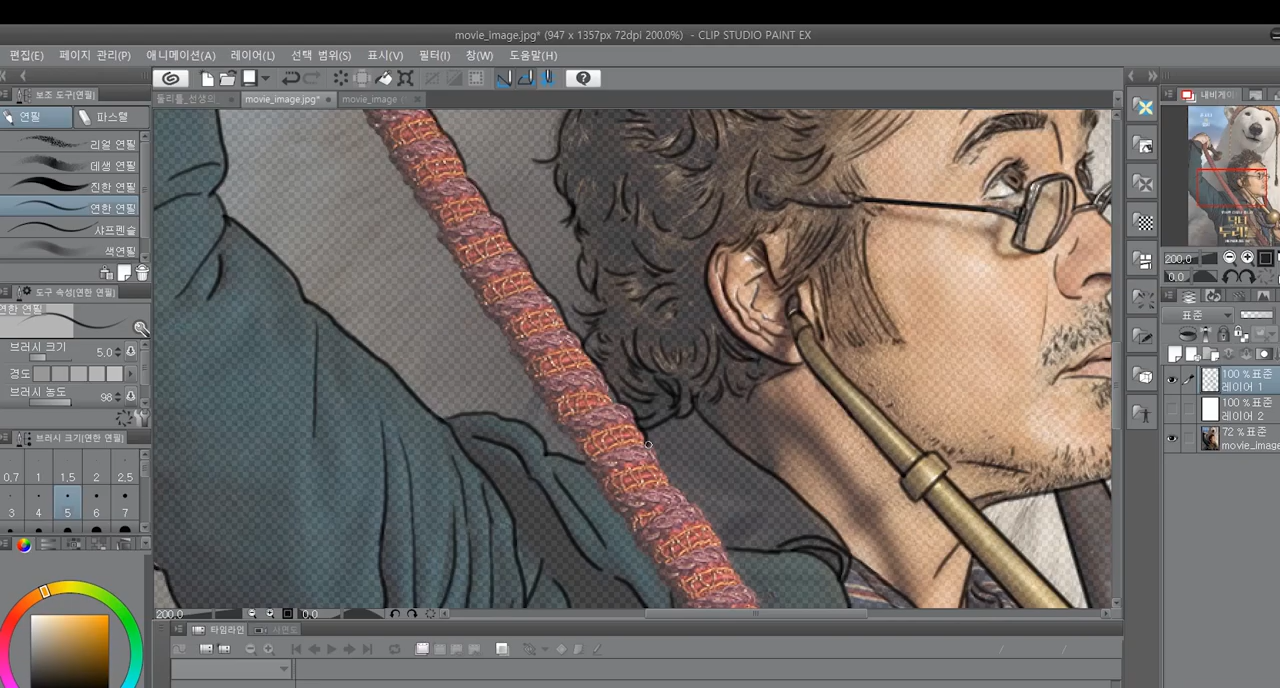 movie_image.jpg* (947 x 1357px 72dpi 200.0%) - CLIP STUDIO PAINT EX
편집(E) 페이지 관리(P) 애니메이션(A) 레이어(L) 선택 범위(S) 표시(V) 필터(I) 창(W) 도움말(H)
보조 도구[연필]
연필 파스텔
리얼 연필
데생 연필
진한 연필
연한 연필
샤프펜슬
색연필
도구 속성[연한 연필]
연한 연필
브러시 크기 5.0
경도
브러시 농도 98
브러시 크기[연한 연필]
0.7 1 1.5 2 2.5
3 4 5 6 7
movie_image.jpg* movie_image
200.0 0.0
타임라인
내비게이
200.0
0.0
표준
100 %표준
레이어 1
100 %표준
레이어 2
72 %표준
movie_image